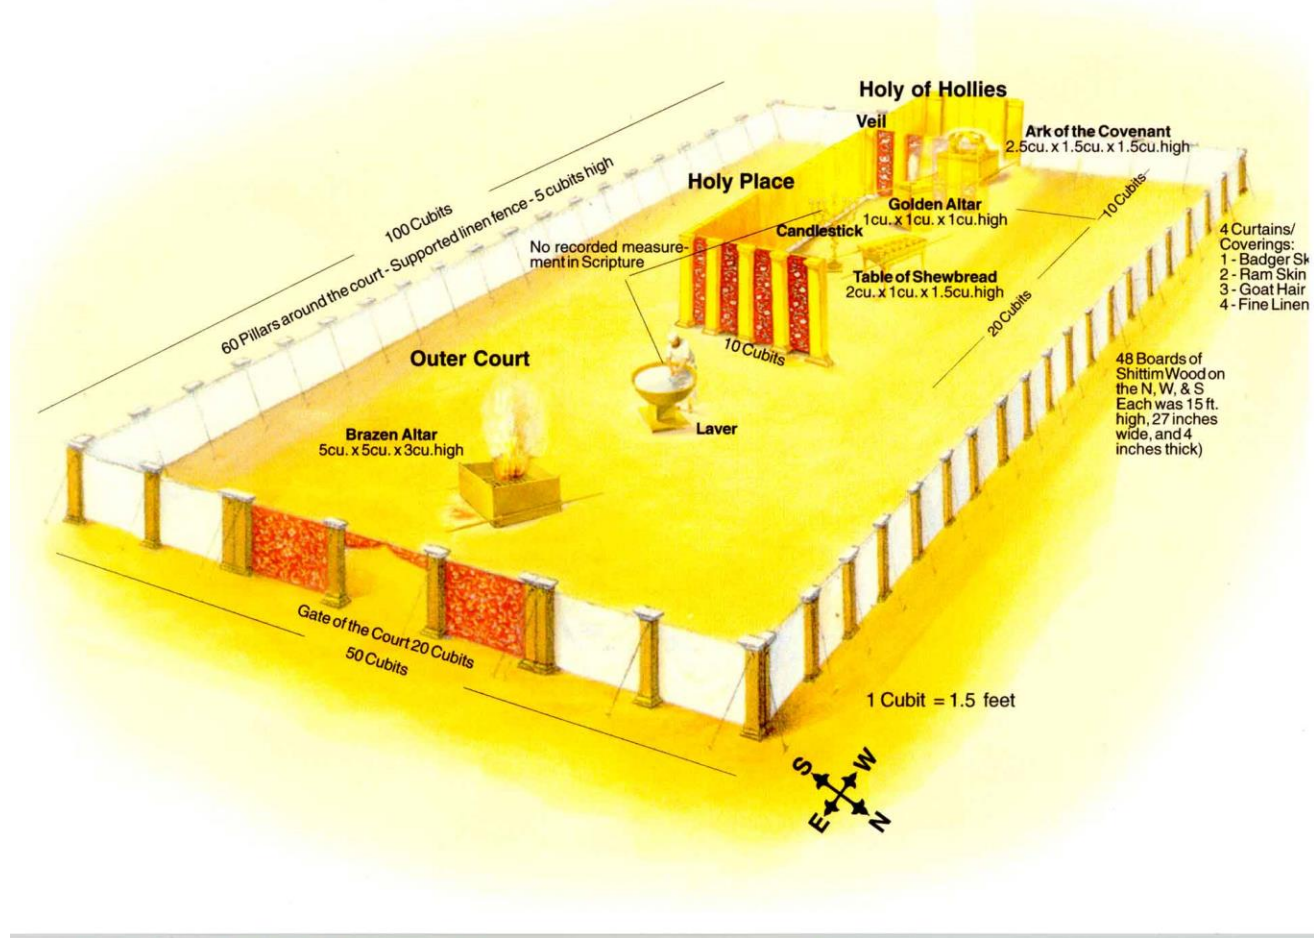 Holy of Hollies
Veil
Ark of the Covenant
2.5cu. x 1.5cu. x 1.5cu.high
Holy Place
100 Cubits
60 Pillars around the court - Supported linen fence - 5 cubits high
Golden Altar
1cu. x 1cu. x 1cu.high
10 Cubits
Candlestick
No recorded measure-
ment in Scripture
Table of Shewbread
2cu. x 1cu. x 1.5cu.high
20 Cubits
4 Curtains/
Coverings:
1 - Badger Sk
2 - Ram Skin
3 - Goat Hair
4 - Fine Linen
10 Cubits
Outer Court
48 Boards of
Shittim Wood on
the N, W, & S
Each was 15 ft.
high, 27 inches
wide, and 4
inches thick)
Laver
Brazen Altar
5cu. x 5cu. x 3cu.high
Gate of the Court 20 Cubits
50 Cubits
1 Cubit = 1.5 feet
S W
E N